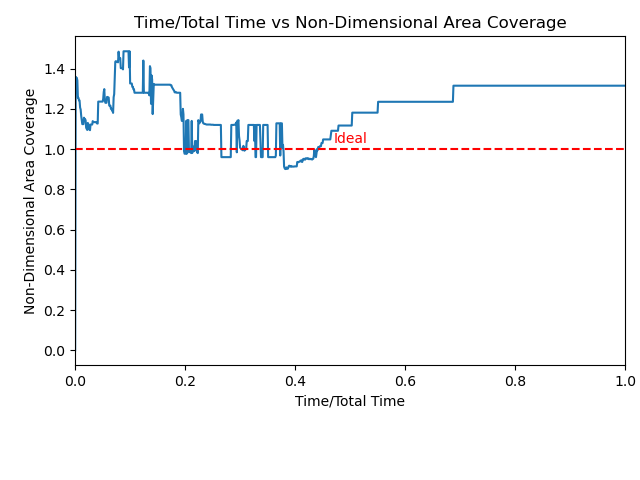 Time/Total Time vs Non-Dimensional Area Coverage
Non-Dimensional Area Coverage
1.4
1.2
1.0
0.8
0.6
0.4
0.2
0.0
Ideal
0.0 0.2 0.4 0.6 0.8 1.0
Time/Total Time